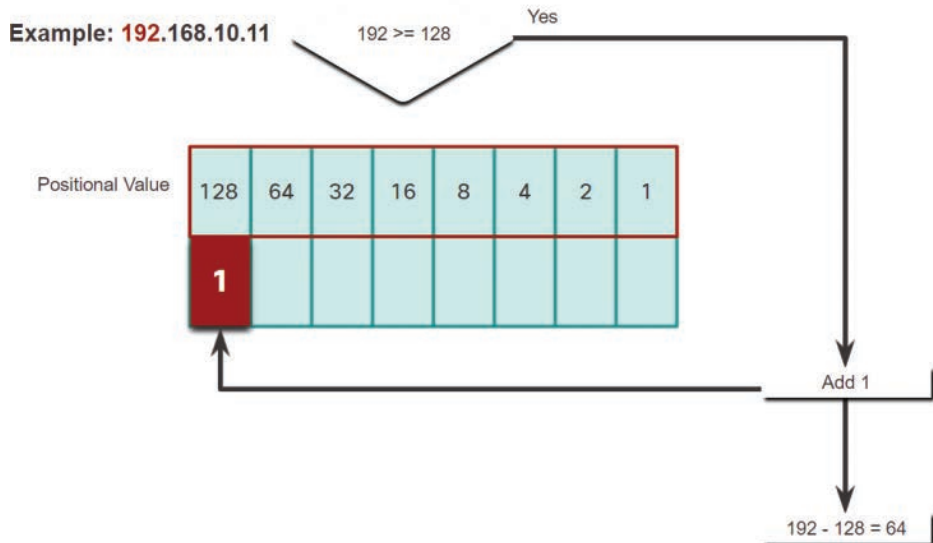 Example: 192.168.10.11
192 >= 128
Yes
Positional Value
128 64 32 16 8 4 2 1
1
Add 1
192 - 128 = 64